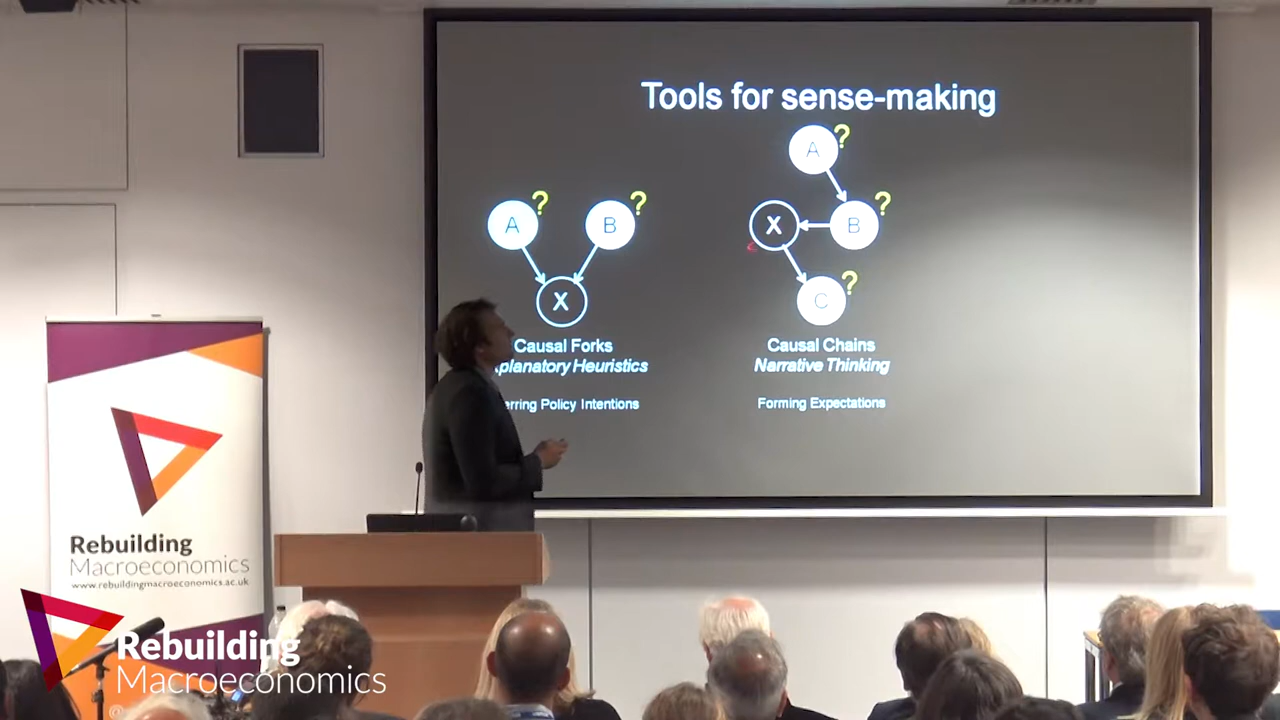 Tools for sense-making
A ?
A ? B ?
X
X B ?
C ?
Causal Forks
Heuristics
Policy Intentions
Causal Chains
Narrative Thinking
Forming Expectations
Rebuilding
Macroeconomics
www.rebuildingmacroeconomics.ac.uk
Rebuilding
Macroeconomics
@